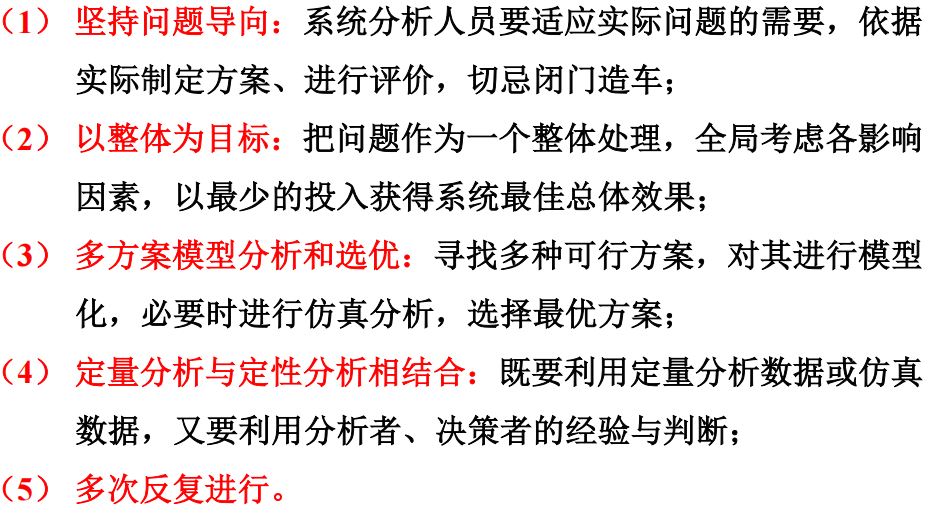 （1） 坚持问题导向：系统分析人员要适应实际问题的需要，依据
实际制定方案、进行评价，切忌闭门造车；
（2） 以整体为目标：把问题作为一个整体处理，全局考虑各影响
因素，以最少的投入获得系统最佳总体效果；
（3） 多方案模型分析和选优：寻找多种可行方案，对其进行模型
化，必要时进行仿真分析，选择最优方案；
（4） 定量分析与定性分析相结合：既要利用定量分析数据或仿真
数据，又要利用分析者、决策者的经验与判断；
（5） 多次反复进行。